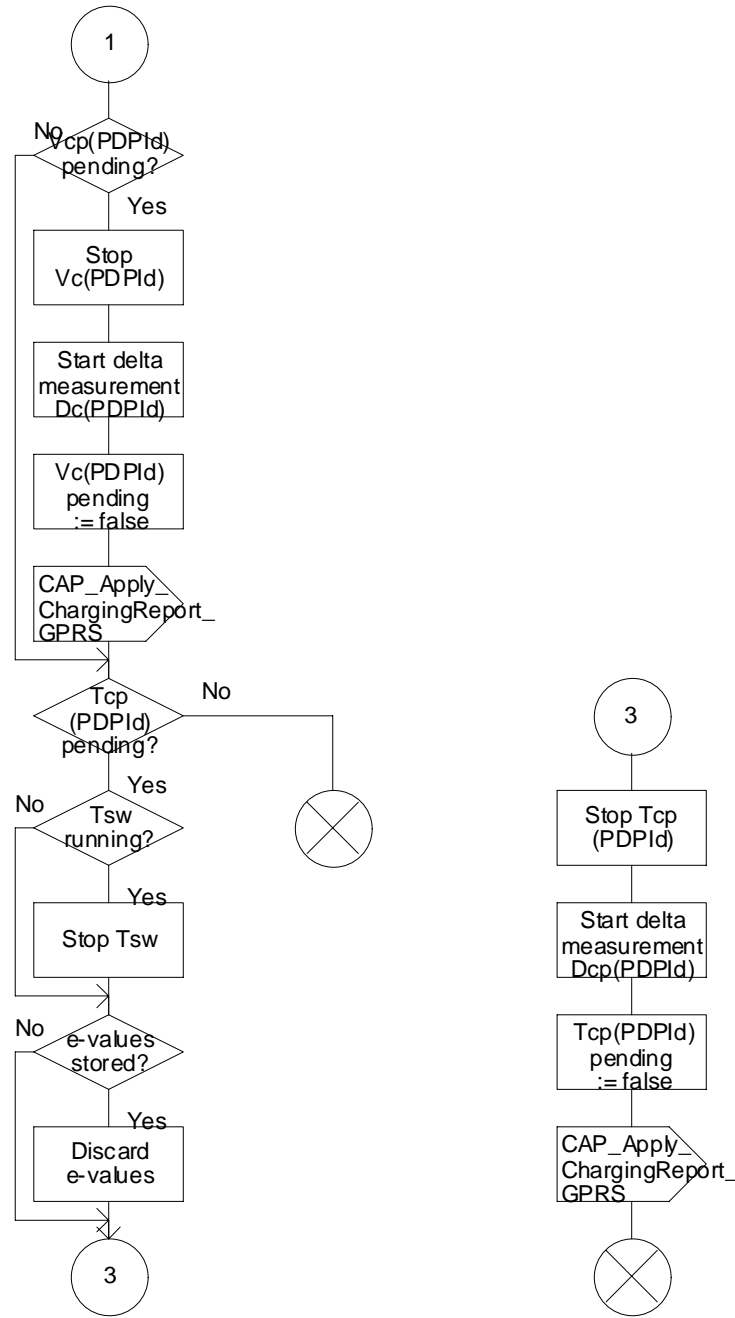 1
No
Vcp(PDPId)
pending?
Yes
Stop
Vc(PDPId)
Start delta
measurement
Dc(PDPId)
Vc(PDPId)
pending
:= false
CAP_Apply_
ChargingReport_
GPRS
Tcp
(PDPId)
pending?
No
Yes
No
Tsw
running?
Yes
Stop Tsw
No
e-values
stored?
Yes
Discard
e-values
3
3
Stop Tcp
(PDPId)
Start delta
measurement
Dcp(PDPId)
Tcp(PDPId)
pending
:= false
CAP_Apply_
ChargingReport_
GPRS